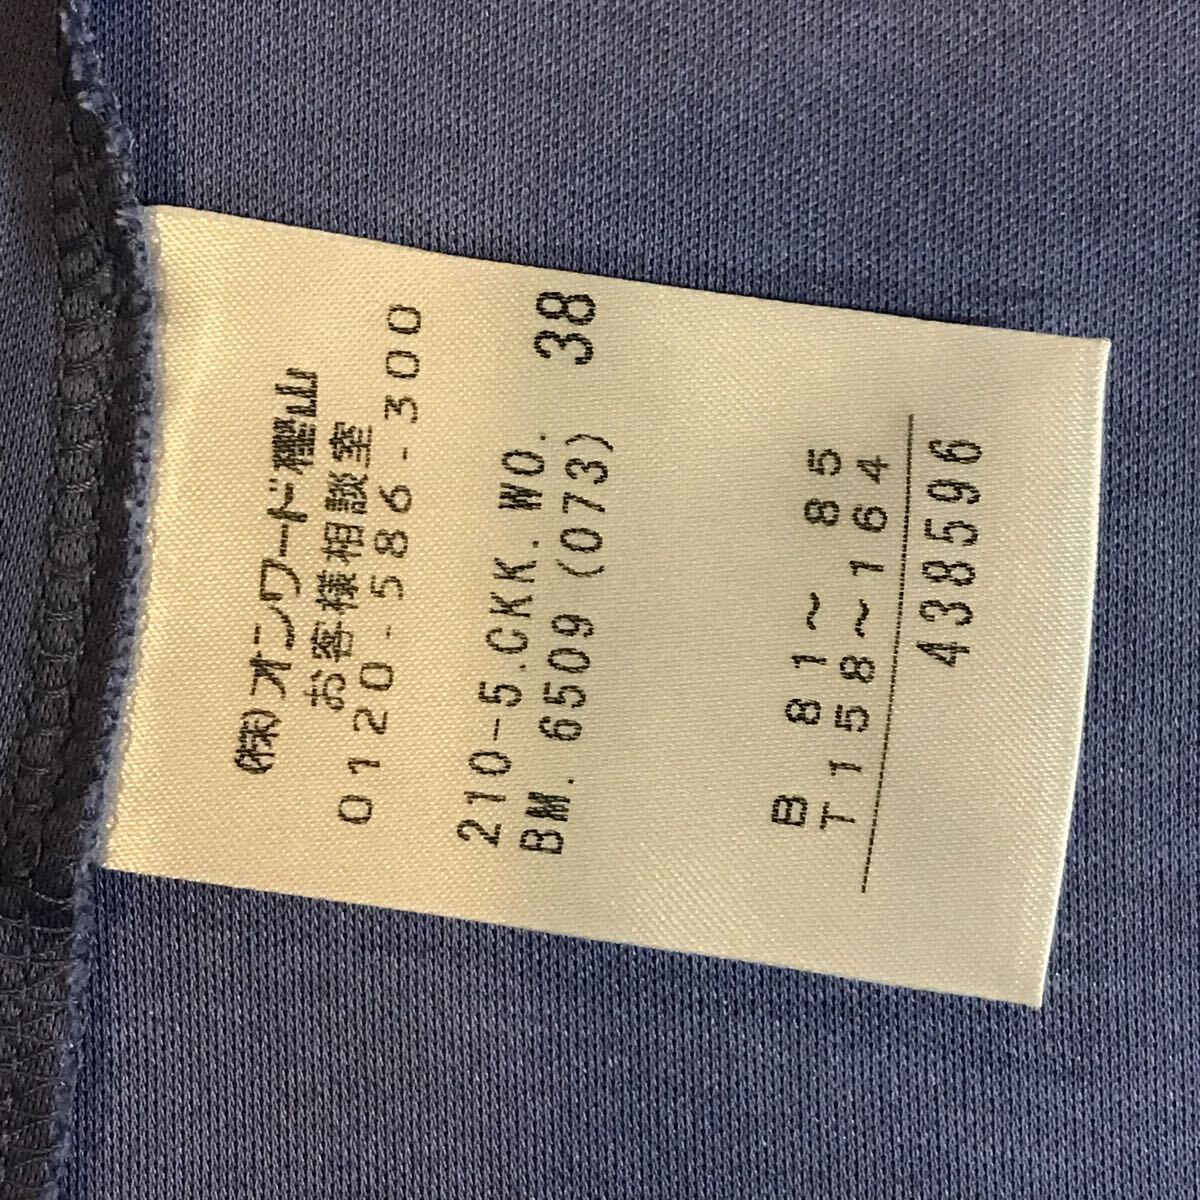 (株)オンワード樫山
お客様相談室
0120-586-300
210-5.CKK.WO.
BM.6509(073) 38
B 81~ 85
T158~164
438596